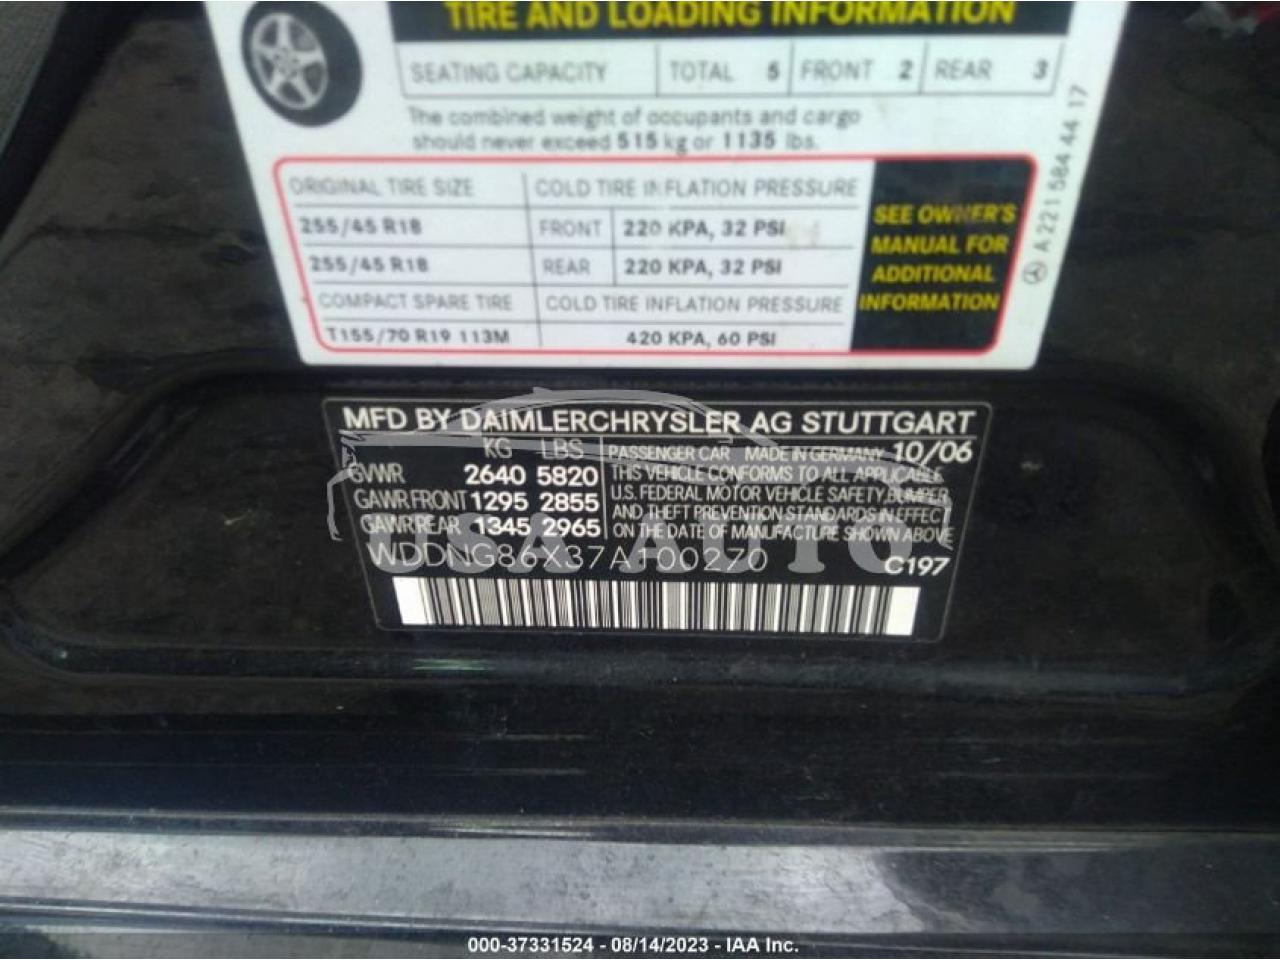 TIRE AND LOADING INFORMATION
SEATING CAPACITY TOTAL 5 FRONT 2 REAR 3
The combined weight of occupants and cargo
should never exceed 515 kg or 1135 lbs.
ORIGINAL TIRE SIZE COLD TIRE INFLATION PRESSURE
255/45 R18 FRONT 220 KPA, 32 PSI
255/45 R18 REAR 220 KPA, 32 PSI
COMPACT SPARE TIRE COLD TIRE INFLATION PRESSURE
T155/70 R19 113M 420 KPA, 60 PSI
SEE OWNER'S
MANUAL FOR
ADDITIONAL
INFORMATION
A 221 584 44 17
MFD BY DAIMLERCHRYSLER AG STUTTGART
KG LBS
GVWR 2640 5820
GAWR FRONT 1295 2855
GAWR REAR 1345 2965
PASSENGER CAR MADE IN GERMANY 10/06
THIS VEHICLE CONFORMS TO ALL APPLICABLE
U.S. FEDERAL MOTOR VEHICLE SAFETY, BUMPER
AND THEFT PREVENTION STANDARDS IN EFFECT
ON THE DATE OF MANUFACTURE SHOWN ABOVE
WDDNG86X37A100270 C197
USA AUTO
000-37331524 - 08/14/2023 - IAA Inc.